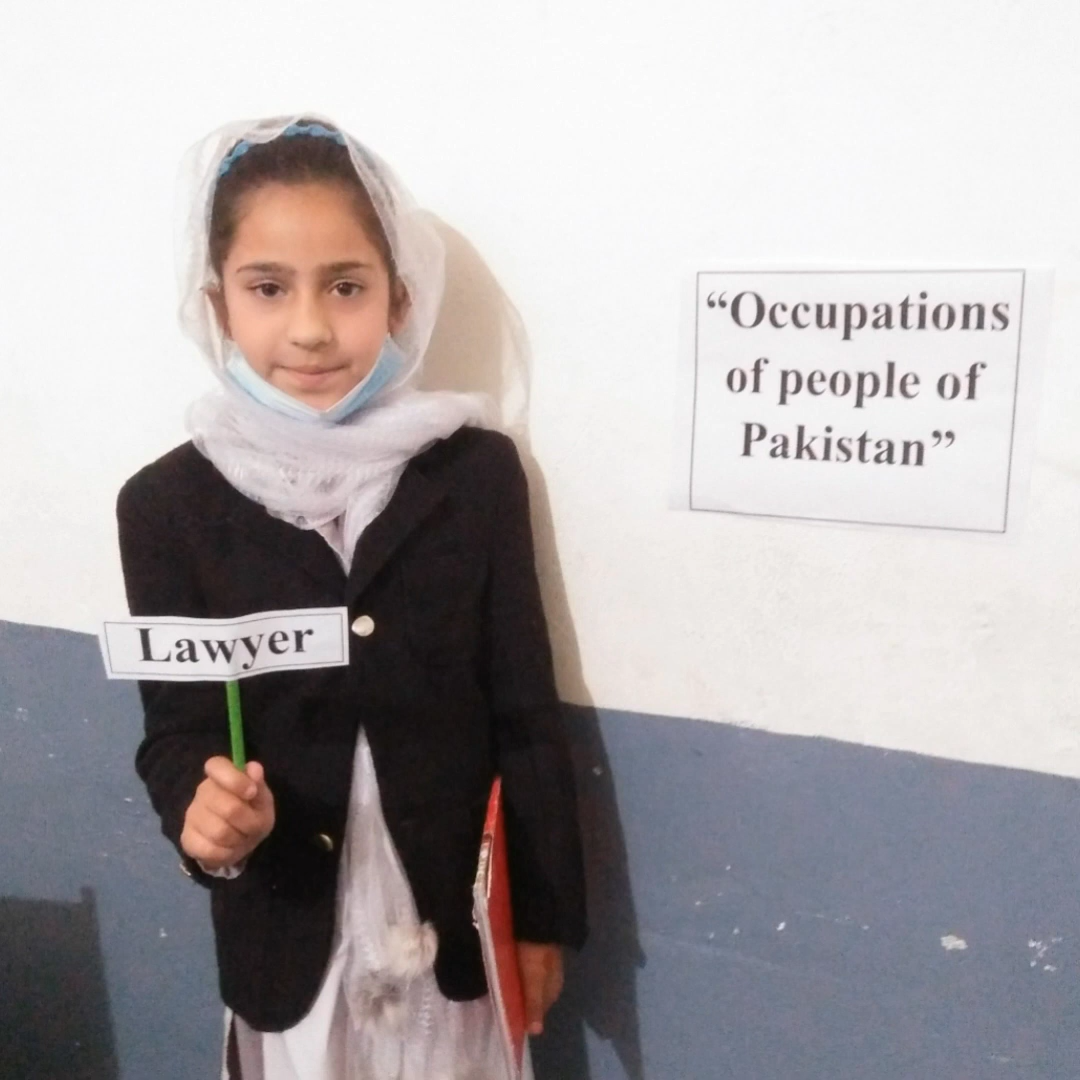 Lawyer
“Occupations
of people of
Pakistan”